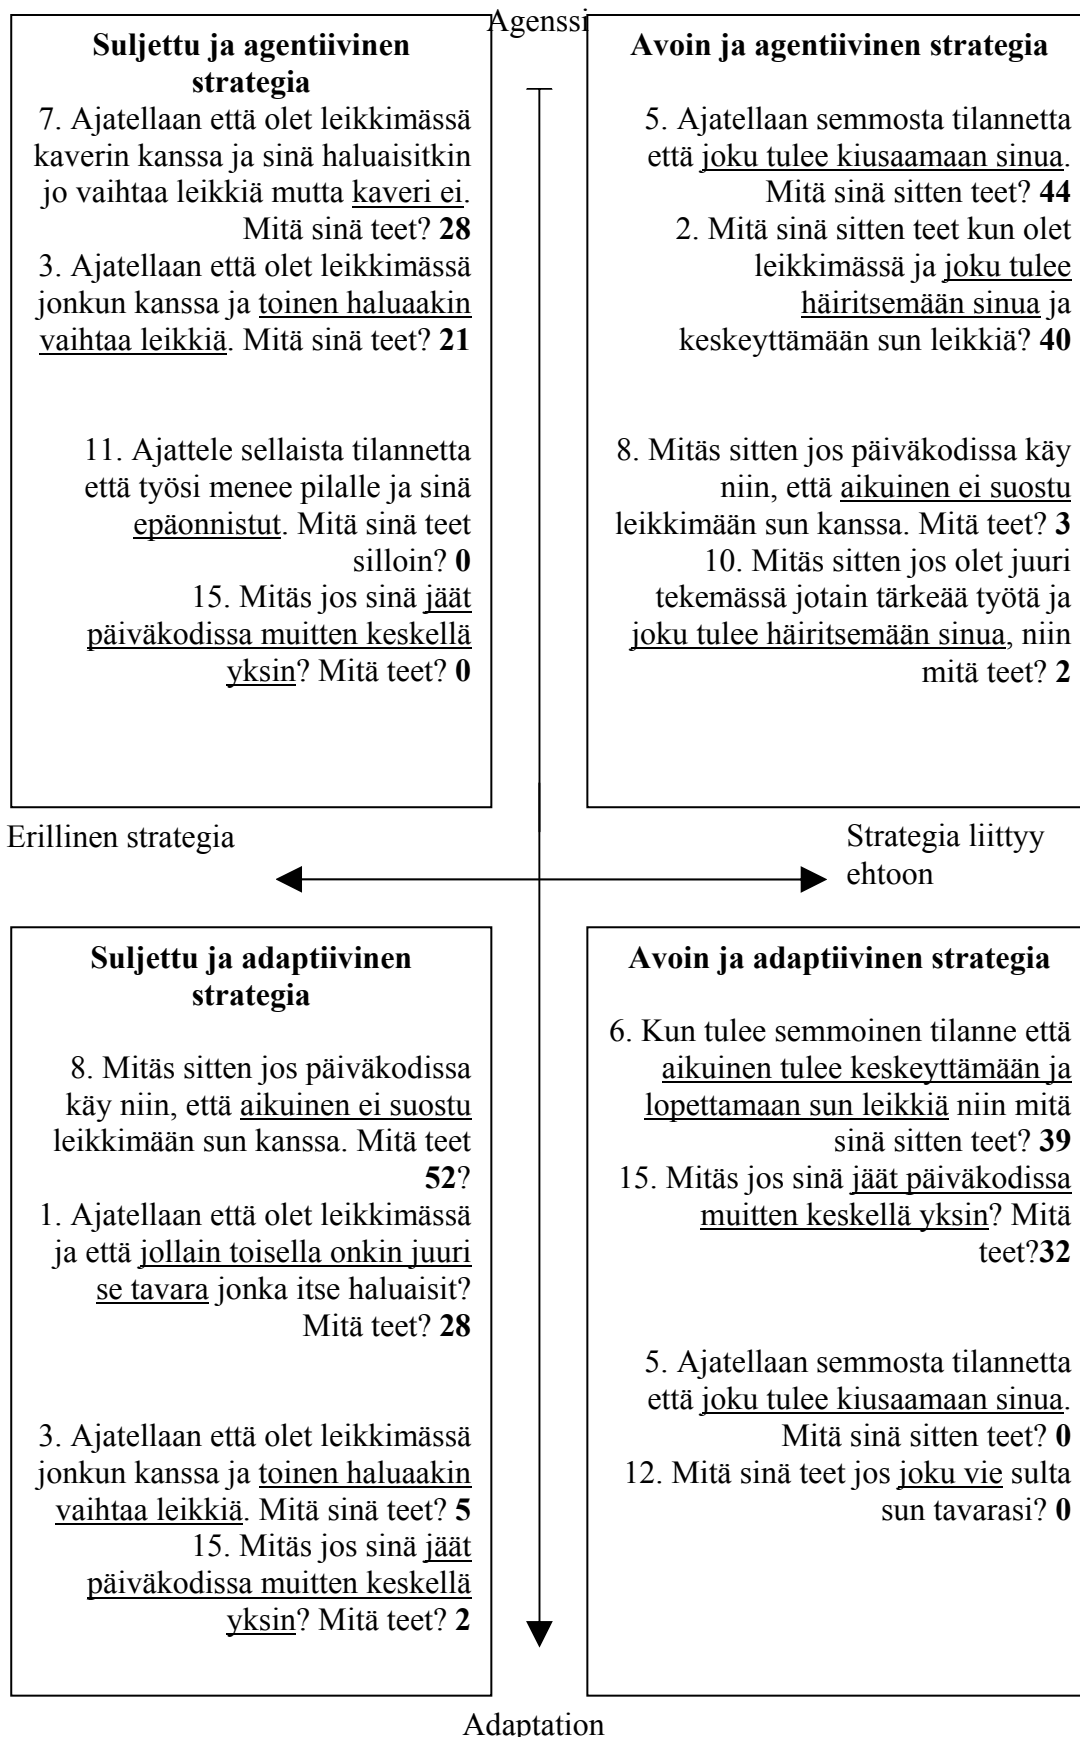 Agenssi
Suljettu ja agentiivinen
strategia
7. Ajatellaan että olet leikkimässä
kaverin kanssa ja sinä haluaisitkin
jo vaihtaa leikkiä mutta kaveri ei.
Mitä sinä teet? 28
3. Ajatellaan että olet leikkimässä
jonkun kanssa ja toinen haluaakin
vaihtaa leikkiä. Mitä sinä teet? 21
11. Ajattele sellaista tilannetta
että työsi menee pilalle ja sinä
epäonnistut. Mitä sinä teet
silloin? 0
15. Mitäs jos sinä jäät
päiväkodissa muitten keskellä
yksin? Mitä teet? 0
Avoin ja agentiivinen strategia
5. Ajatellaan semmosta tilannetta
että joku tulee kiusaamaan sinua.
Mitä sinä sitten teet? 44
2. Mitä sinä sitten teet kun olet
leikkimässä ja joku tulee
häiritsemään sinua ja
keskeyttämään sun leikkiä? 40
8. Mitäs sitten jos päiväkodissa käy
niin, että aikuinen ei suostu
leikkimään sun kanssa. Mitä teet? 3
10. Mitäs sitten jos olet juuri
tekemässä jotain tärkeää työtä ja
joku tulee häiritsemään sinua, niin
mitä teet? 2
Erillinen strategia
Strategia liittyy
ehtoon
Suljettu ja adaptiivinen
strategia
8. Mitäs sitten jos päiväkodissa
käy niin, että aikuinen ei suostu
leikkimään sun kanssa. Mitä teet
52?
1. Ajatellaan että olet leikkimässä
ja että jollain toisella onkin juuri
se tavara jonka itse haluaisit?
Mitä teet? 28
3. Ajatellaan että olet leikkimässä
jonkun kanssa ja toinen haluaakin
vaihtaa leikkiä. Mitä sinä teet? 5
15. Mitäs jos sinä jäät
päiväkodissa muitten keskellä
yksin? Mitä teet? 2
Avoin ja adaptiivinen strategia
6. Kun tulee semmoinen tilanne että
aikuinen tulee keskeyttämään ja
lopettamaan sun leikkiä niin mitä
sinä sitten teet? 39
15. Mitäs jos sinä jäät päiväkodissa
muitten keskellä yksin? Mitä
teet?32
5. Ajatellaan semmosta tilannetta
että joku tulee kiusaamaan sinua.
Mitä sinä sitten teet? 0
12. Mitä sinä teet jos joku vie sulta
sun tavarasi? 0
Adaptation